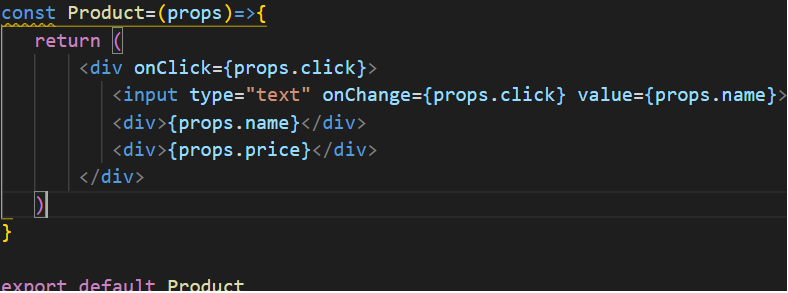 const Product=(props)=>{
return (
<div onClick={props.click}>
<input type="text" onChange={props.click} value={props.name}>
<div>{props.name}</div>
<div>{props.price}</div>
</div>
)
}
export default Product